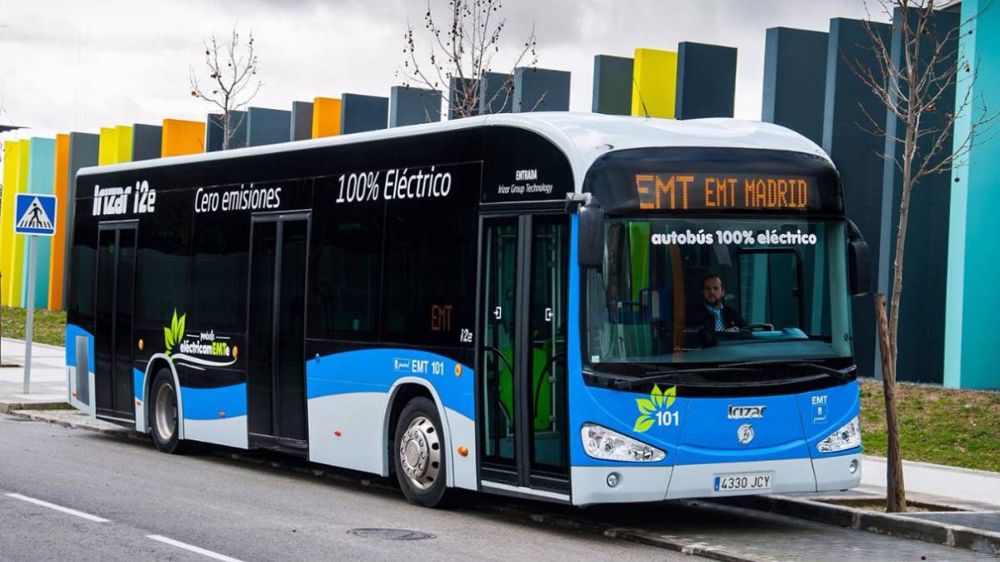 Irizar i2e
Cero emisiones
100% Eléctrico
ENTRADA
Irizar Group Technology
EMT EMT MADRID
autobús 100% eléctrico
EMT
i2e
eléctricamEMTe
EMT 101
101
Irizar
EMT
4330 JCY